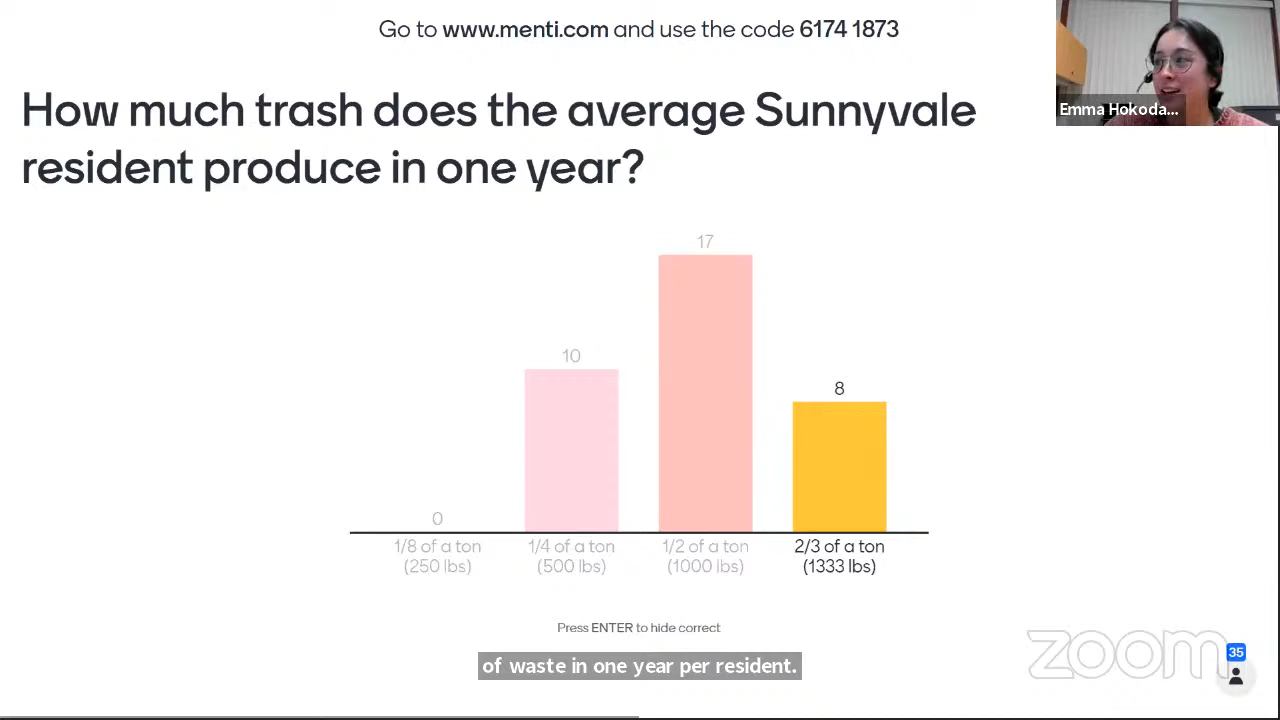 Go to www.menti.com and use the code 6174 1873
Emma Hokoda...
How much trash does the average Sunnyvale
resident produce in one year?
17
10
8
0
1/8 of a ton
(250 lbs)
1/4 of a ton
(500 lbs)
1/2 of a ton
(1000 lbs)
2/3 of a ton
(1333 lbs)
Press ENTER to hide correct
of waste in one year per resident.
zoom
35